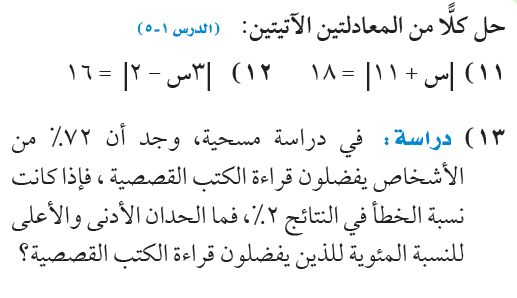 حل كلًّا من المعادلتين الآتيتين: (الدرس ١-٥)
١١) |س + ١١| = ١٨ ١٢) |٣س − ٢| = ١٦
١٣) دراسة: في دراسة مسحية، وجد أن ٧٢٪ من
الأشخاص يفضلون قراءة الكتب القصصية، فإذا كانت
نسبة الخطأ في النتائج ٢٪، فما الحدان الأدنى والأعلى
للنسبة المئوية للذين يفضلون قراءة الكتب القصصية؟